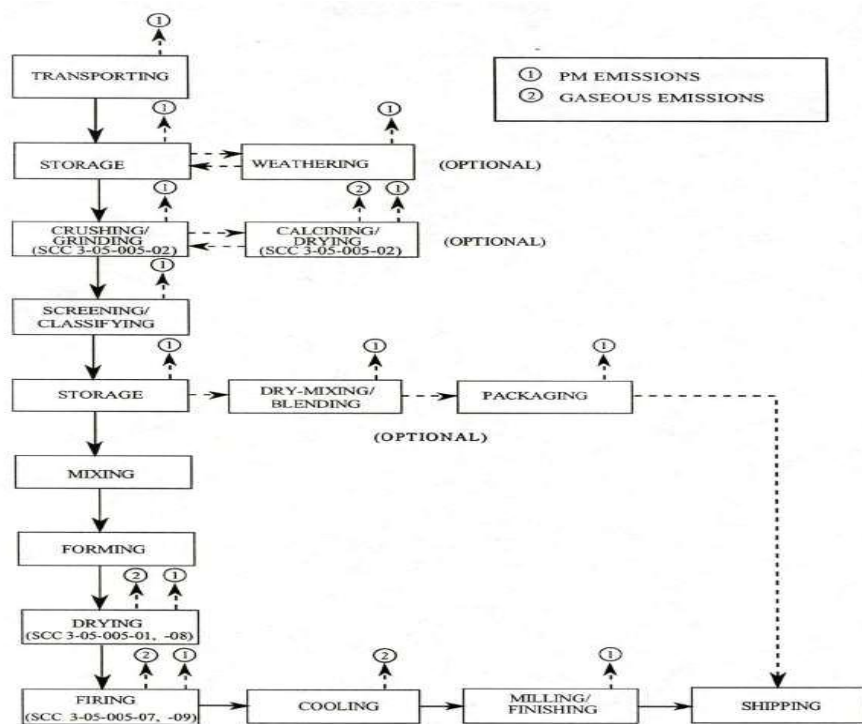 ①
TRANSPORTING
① PM EMISSIONS
② GASEOUS EMISSIONS
①
①
STORAGE
WEATHERING
(OPTIONAL)
①
②
①
CRUSHING/
GRINDING
(SCC 3-05-005-02)
CALCINING/
DRYING
(SCC 3-05-005-02)
(OPTIONAL)
①
SCREENING/
CLASSIFYING
①
①
①
STORAGE
DRY-MIXING/
BLENDING
PACKAGING
(OPTIONAL)
MIXING
FORMING
②
①
DRYING
(SCC 3-05-005-01, -08)
②
①
②
①
FIRING
(SCC 3-05-005-07, -09)
COOLING
MILLING/
FINISHING
SHIPPING